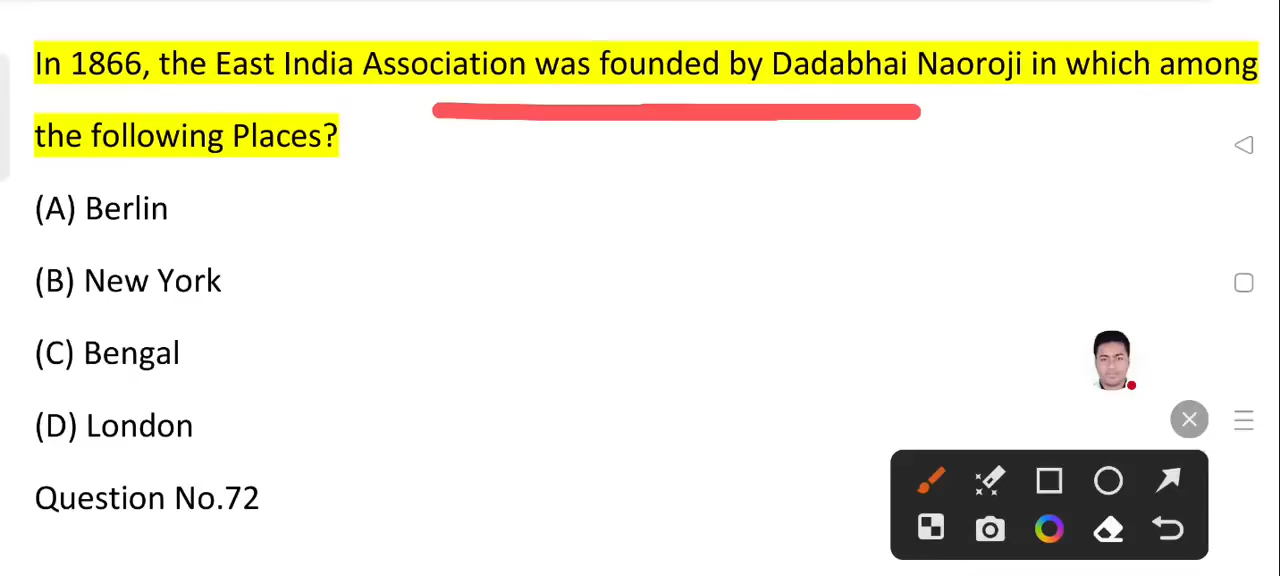 In 1866, the East India Association was founded by Dadabhai Naoroji in which among
the following Places?
(A) Berlin
(B) New York
(C) Bengal
(D) London
Question No.72